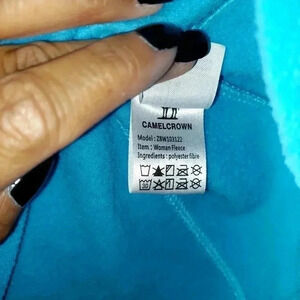 CAMELCROWN
Model: ZBW103122
Item: Woman Fleece
Ingredients: polyester fibre